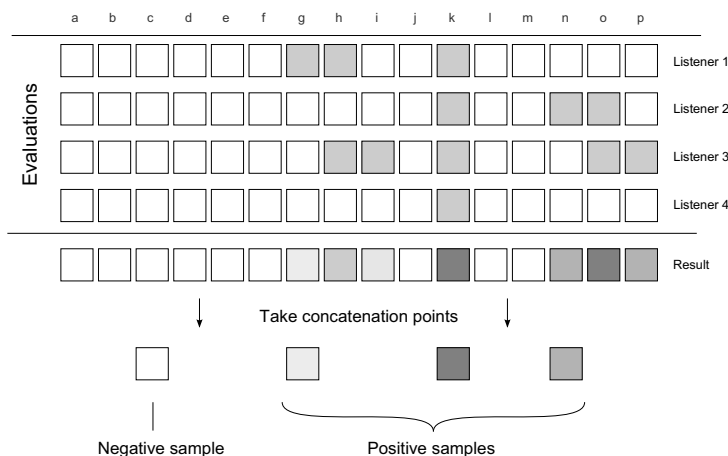 a b c d e f g h i j k l m n o p
Listener 1
Listener 2
Listener 3
Listener 4
Evaluations
Result
Take concatenation points
Negative sample Positive samples